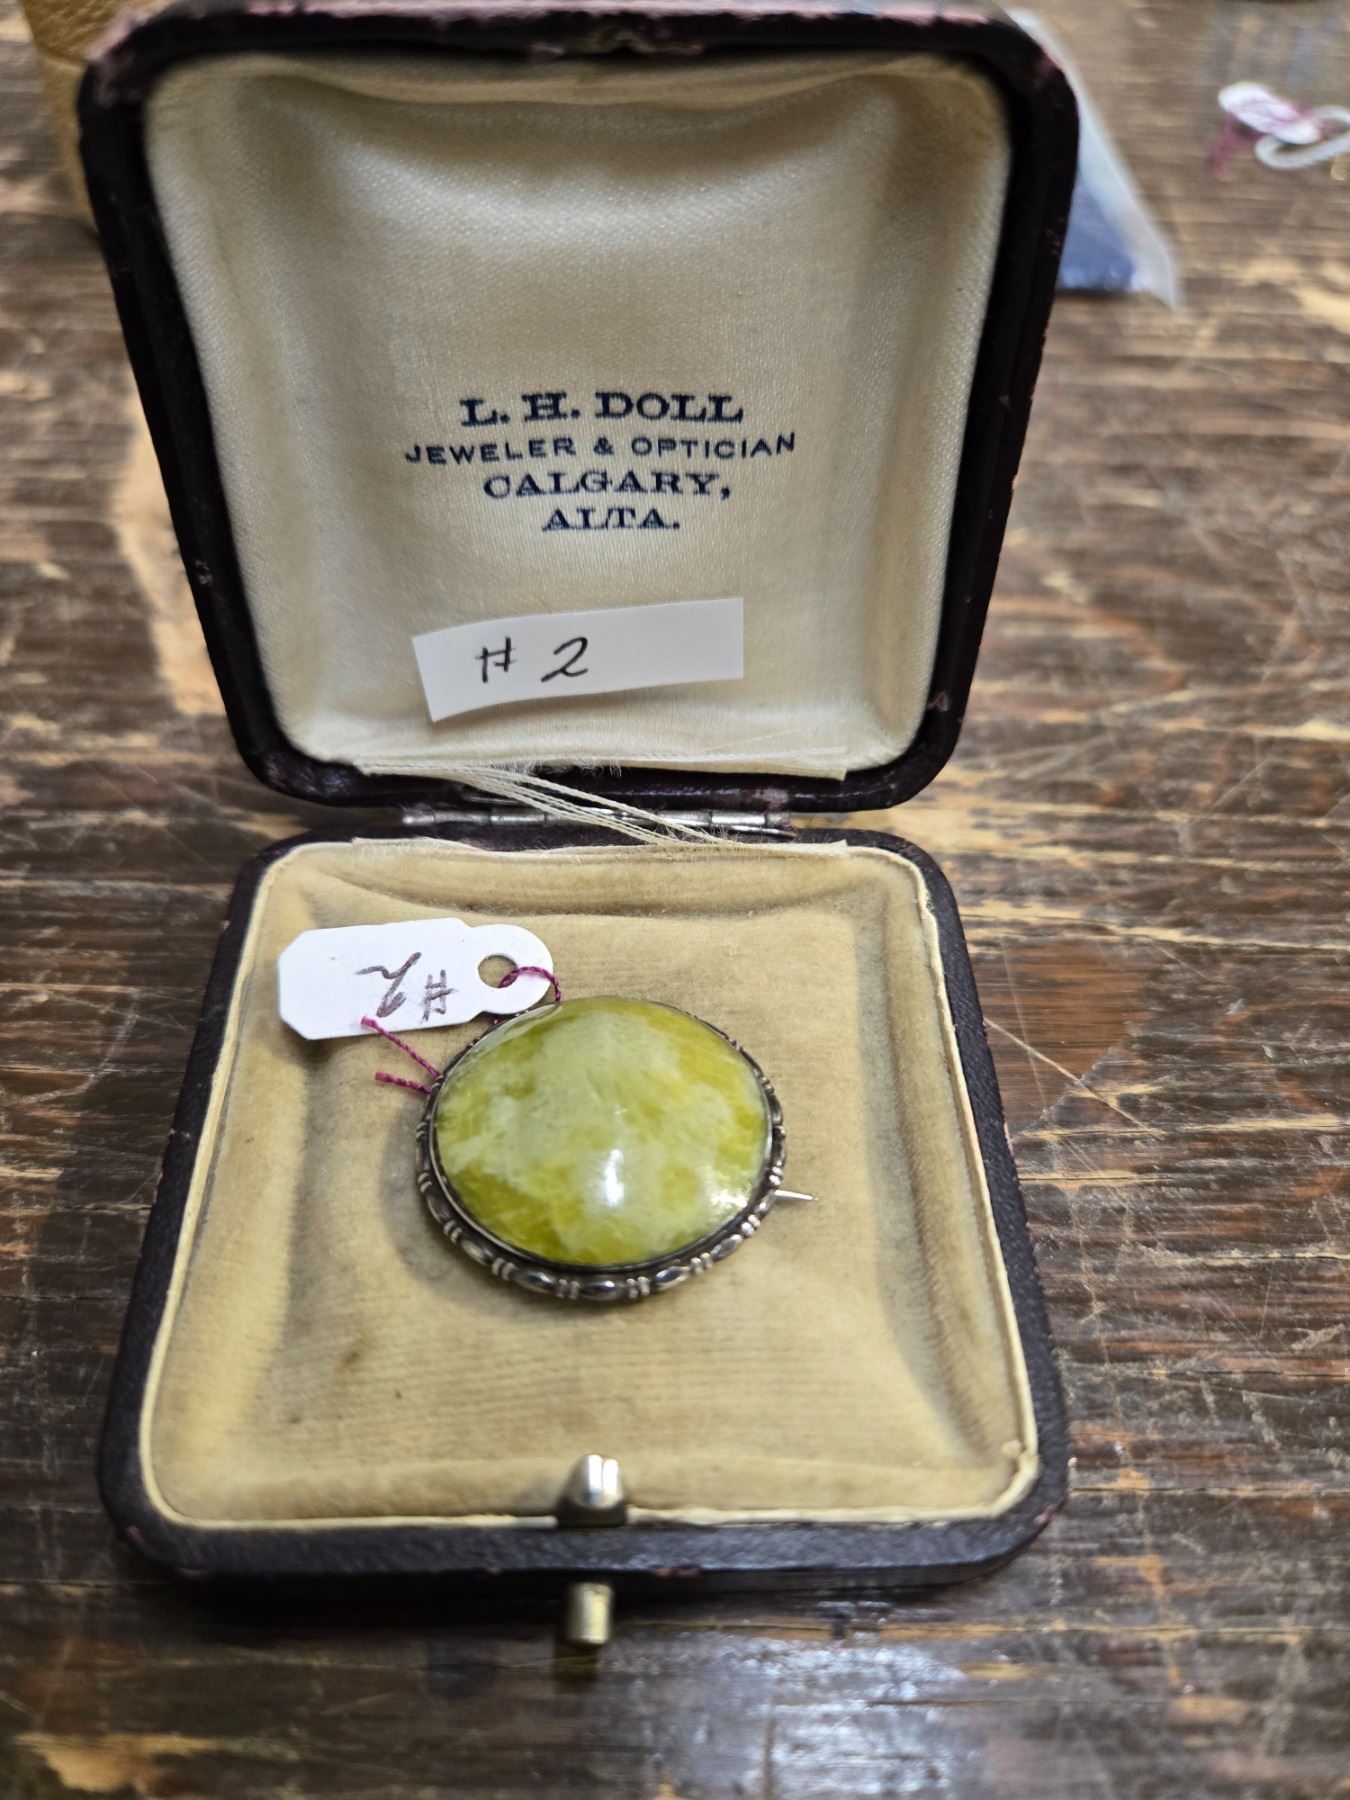 L. H. DOLL
JEWELER & OPTICIAN
CALGARY,
ALTA.
# 2
# 2